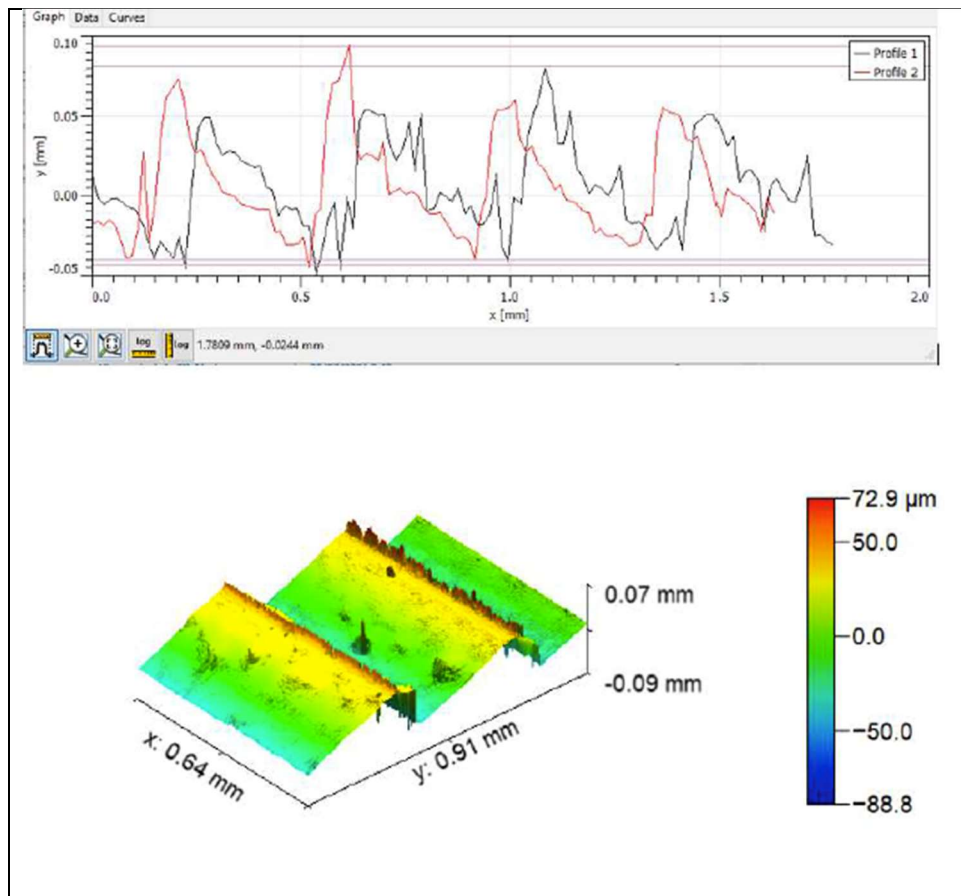 Graph Data Curves
0.10
0.05
0.00
-0.05
y [mm]
Profile 1
Profile 2
0.0 0.5 1.0 1.5 2.0
x [mm]
log log 1.7809 mm, -0.0244 mm
72.9 µm
50.0
0.0
−50.0
−88.8
0.07 mm
-0.09 mm
x: 0.64 mm
y: 0.91 mm